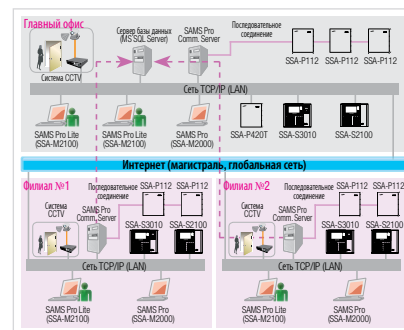 Главный офис
Сервер базы данных
(MS SQL Server)
SAMS Pro
Comm. Server
Последовательное
соединение
SSA-P112 SSA-P112 SSA-P112
Система CCTV
Сеть TCP/IP (LAN)
SAMS Pro Lite
(SSA-M2100)
SAMS Pro Lite
(SSA-M2100)
SAMS Pro
(SSA-M2000)
SSA-P420T
SSA-S3010
SSA-S2100
Интернет (магистраль, глобальная сеть)
Филиал №1
Последовательное
соединение
SSA-P112 SSA-P112
Система
CCTV
SAMS Pro
Comm. Server
SSA-S3010 SSA-S2100
Сеть TCP/IP (LAN)
SAMS Pro Lite
(SSA-M2100)
SAMS Pro
(SSA-M2000)
Филиал №2
Последовательное
соединение
SSA-P112 SSA-P112
Система
CCTV
SAMS Pro
Comm. Server
SSA-S3010 SSA-S2100
Сеть TCP/IP (LAN)
SAMS Pro Lite
(SSA-M2100)
SAMS Pro
(SSA-M2000)